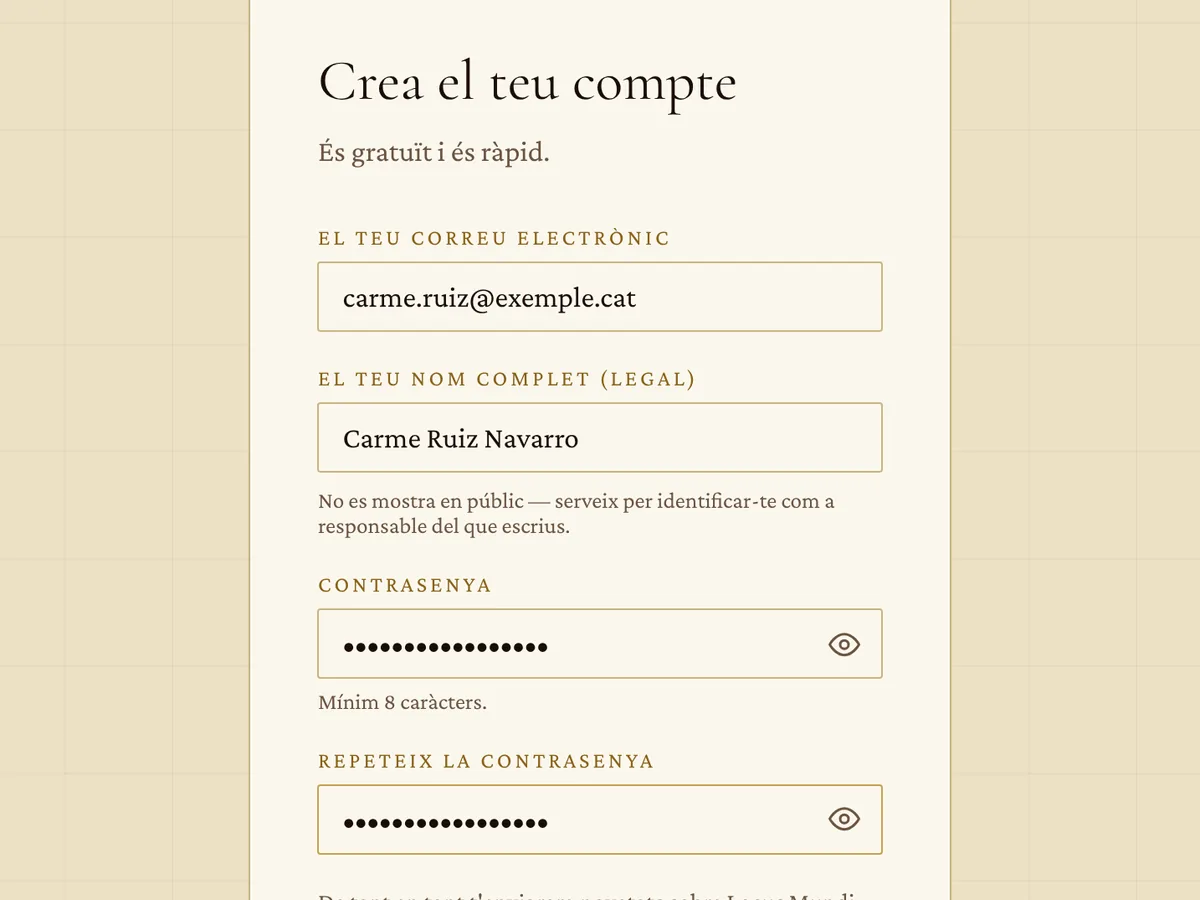 Crea el teu compte
És gratuït i és ràpid.
EL TEU CORREU ELECTRÒNIC
carme.ruiz@exemple.cat
EL TEU NOM COMPLET (LEGAL)
Carme Ruiz Navarro
No es mostra en públic — serveix per identificar-te com a
responsable del que escrius.
CONTRASENYA
•••••••••••••••••
Mínim 8 caràcters.
REPETEIX LA CONTRASENYA
•••••••••••••••••